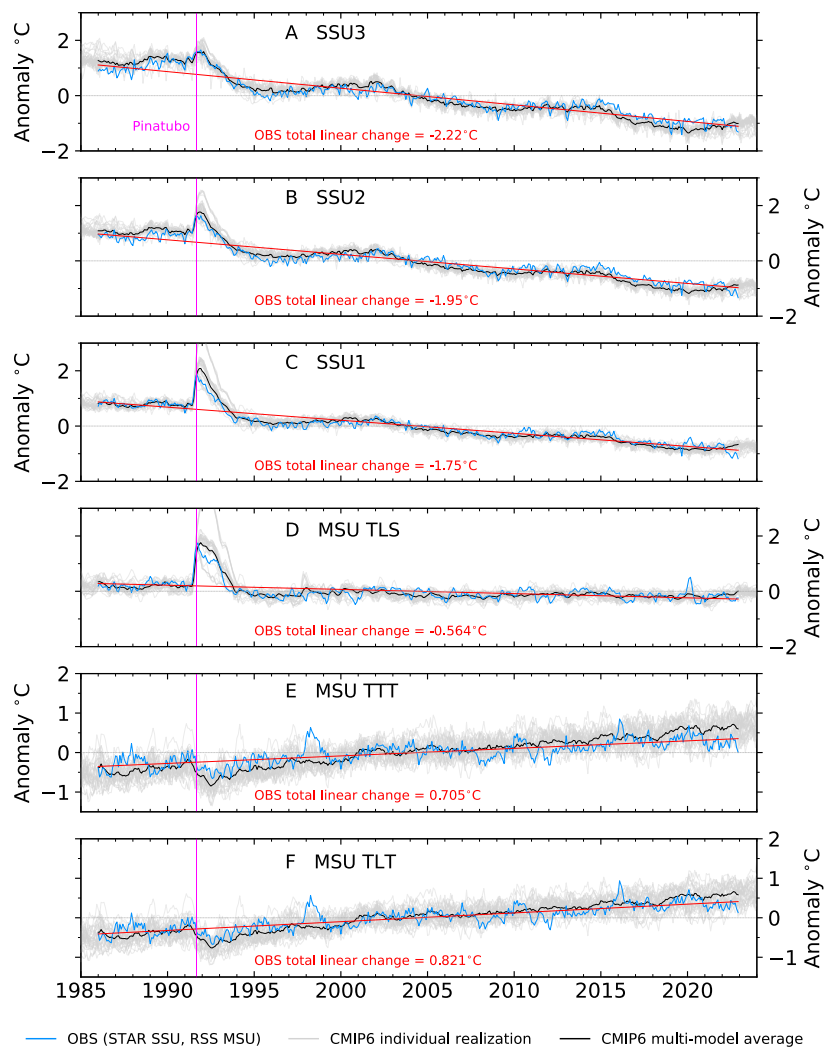 A SSU3
2
0
−2
Anomaly °C
Pinatubo
OBS total linear change = -2.22°C
B SSU2
2
0
−2
Anomaly °C
OBS total linear change = -1.95°C
C SSU1
2
0
−2
Anomaly °C
OBS total linear change = -1.75°C
D MSU TLS
2
0
−2
Anomaly °C
OBS total linear change = -0.564°C
E MSU TTT
2
1
0
−1
Anomaly °C
OBS total linear change = 0.705°C
F MSU TLT
2
1
0
−1
Anomaly °C
OBS total linear change = 0.821°C
1985 1990 1995 2000 2005 2010 2015 2020
OBS (STAR SSU, RSS MSU) CMIP6 individual realization CMIP6 multi-model average